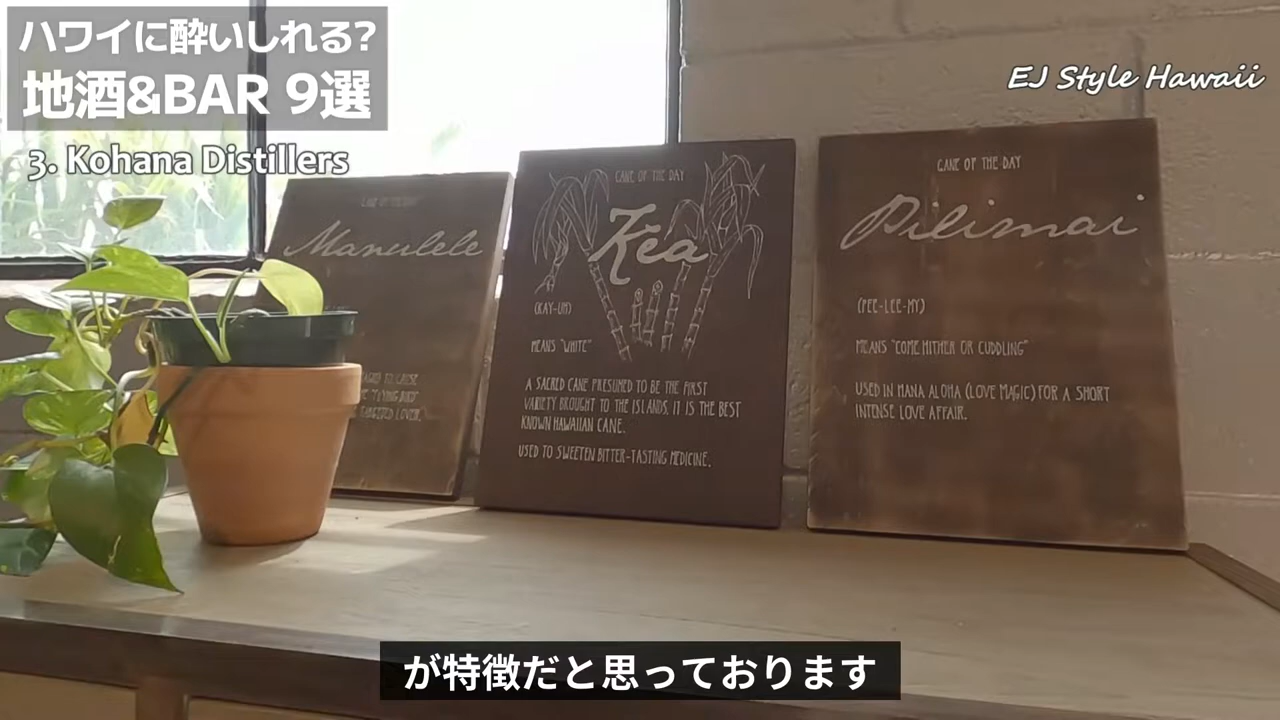 ハワイに酔いしれる?
地酒&BAR 9選
3. Kohana Distillers
EJ Style Hawaii
CANE OF THE DAY
Manulele
CANE OF THE DAY
Kea
(KAY-UH)
MEANS "WHITE"
A SACRED CANE PRESUMED TO BE THE FIRST
VARIETY BROUGHT TO THE ISLANDS. IT IS THE BEST
KNOWN HAWAIIAN CANE.
USED TO SWEETEN BITTER-TASTING MEDICINE.
CANE OF THE DAY
Pilimai
(PEE-LEE-MY)
MEANS "COME HITHER OR CUDDLING"
USED IN HANA ALOHA (LOVE MAGIC) FOR A SHORT
INTENSE LOVE AFFAIR.
が特徴だと思っております